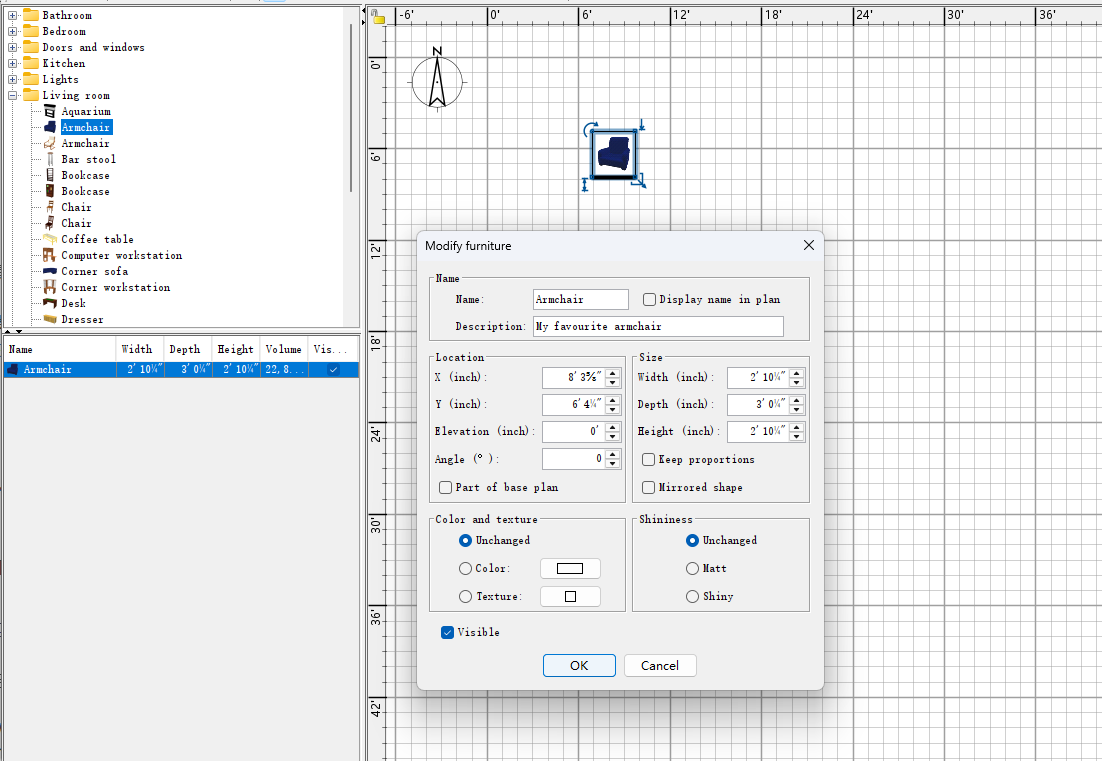 -6' 0' 6' 12' 18' 24' 30' 36'
Bathroom
Bedroom
Doors and windows
Kitchen
Lights
Living room
Aquarium
Armchair
Armchair
Bar stool
Bookcase
Bookcase
Chair
Chair
Coffee table
Computer workstation
Corner sofa
Corner workstation
Desk
Dresser
Name Width Depth Height Volume Vis...
Armchair 2' 10¼" 3' 0¼" 2' 10¼" 22,8...
N
0'
6'
12'
18'
24'
30'
36'
42'
Modify furniture
Name
Name: Armchair Display name in plan
Description: My favourite armchair
Location
X (inch): 8' 3⅝"
Y (inch): 6' 4¼"
Elevation (inch): 0'
Angle (°): 0
Part of base plan
Size
Width (inch): 2' 10¼"
Depth (inch): 3' 0¼"
Height (inch): 2' 10¼"
Keep proportions
Mirrored shape
Color and texture
Unchanged
Color:
Texture:
Shininess
Unchanged
Matt
Shiny
Visible
OK Cancel